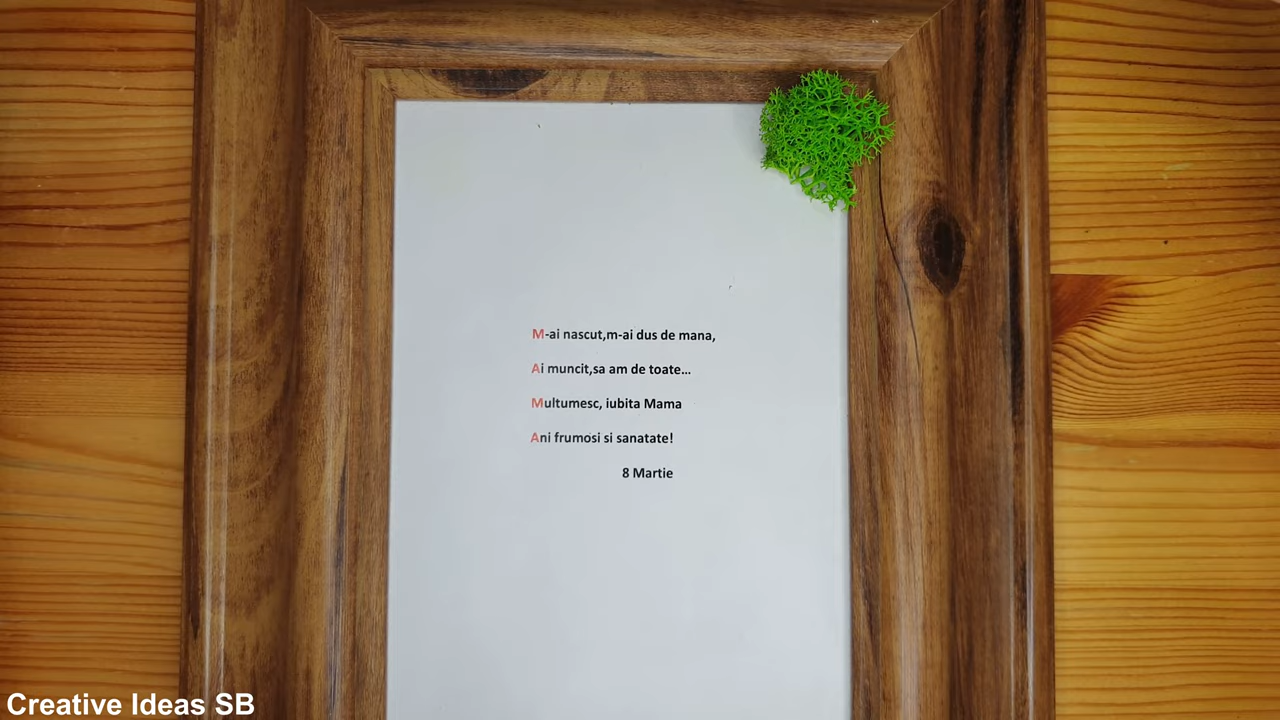 M-ai nascut,m-ai dus de mana,
Ai muncit,sa am de toate...
Multumesc, iubita Mama
Ani frumosi si sanatate!
8 Martie
Creative Ideas SB